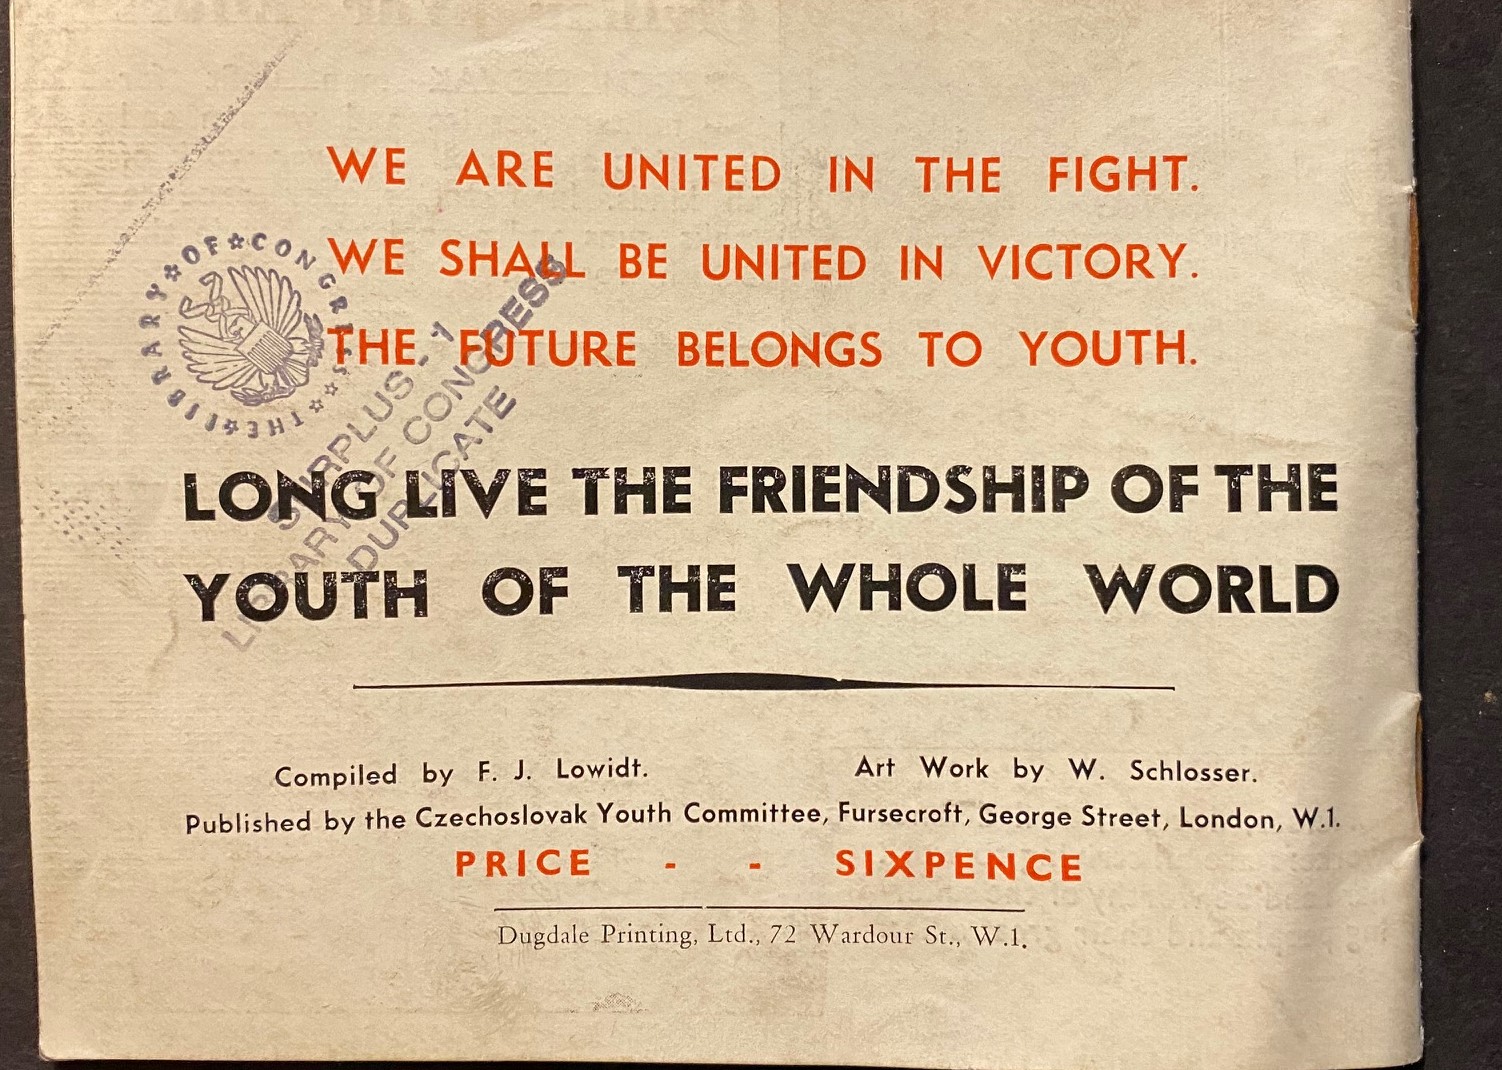 WE ARE UNITED IN THE FIGHT.
WE SHALL BE UNITED IN VICTORY.
THE FUTURE BELONGS TO YOUTH.
THE ★ LIBRARY ★ OF ★ CONGRESS ★ ★
SURPLUS - 1
LIBRARY OF CONGRESS
DUPLICATE
LONG LIVE THE FRIENDSHIP OF THE
YOUTH OF THE WHOLE WORLD
Compiled by F. J. Lowidt. Art Work by W. Schlosser.
Published by the Czechoslovak Youth Committee, Fursecroft, George Street, London, W.1.
PRICE - - SIXPENCE
Dugdale Printing, Ltd., 72 Wardour St., W.1.